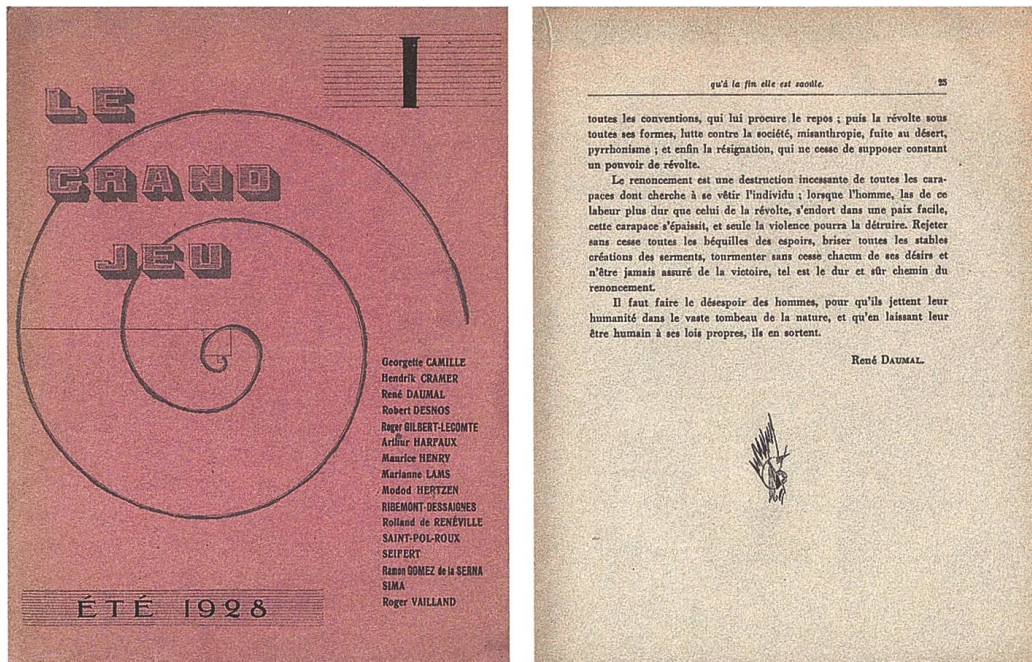 I
LE
GRAND
JEU
Georgette CAMILLE
Hendrik CRAMER
René DAUMAL
Robert DESNOS
Roger GILBERT-LECOMTE
Arthur HARFAUX
Maurice HENRY
Marianne LAMS
Modod HERTZEN
RIBEMONT-DESSAIGNES
Rolland de RENÉVILLE
SAINT-POL-ROUX
SEIFERT
Ramon GOMEZ de la SERNA
SIMA
Roger VAILLAND
ÉTÉ 1928
qu'à la fin elle est saoûle. 25
toutes les conventions, qui lui procure le repos ; puis la révolte sous
toutes ses formes, lutte contre la société, misanthropie, fuite au désert,
pyrrhonisme ; et enfin la résignation, qui ne cesse de supposer constant
un pouvoir de révolte.
Le renoncement est une destruction incessante de toutes les cara-
paces dont cherche à se vêtir l'individu ; lorsque l'homme, las de ce
labeur plus dur que celui de la révolte, s'endort dans une paix facile,
cette carapace s'épaissit, et seule la violence pourra la détruire. Rejeter
sans cesse toutes les béquilles des espoirs, briser toutes les stables
créations des serments, tourmenter sans cesse chacun de ses désirs et
n'être jamais assuré de la victoire, tel est le dur et sûr chemin du
renoncement.
Il faut faire le désespoir des hommes, pour qu'ils jettent leur
humanité dans le vaste tombeau de la nature, et qu'en laissant leur
être humain à ses lois propres, ils en sortent.
René DAUMAL.